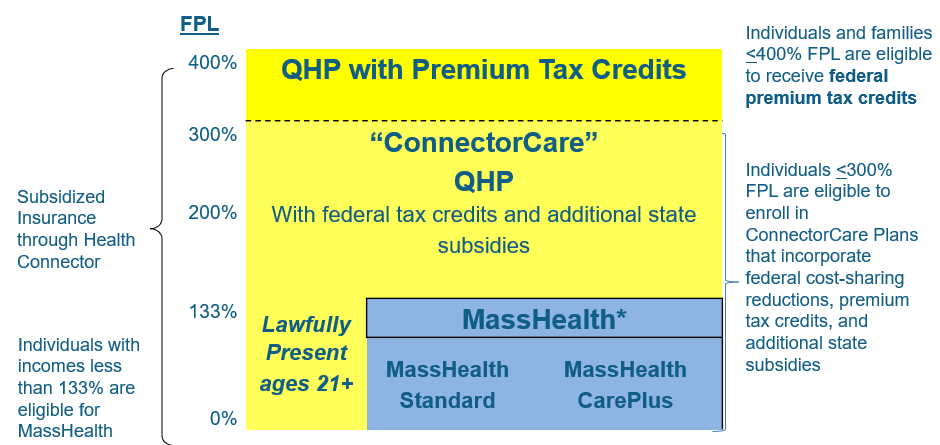 FPL
400%
300%
200%
133%
0%
Subsidized
Insurance
through Health
Connector
Individuals with
incomes less
than 133% are
eligible for
MassHealth
QHP with Premium Tax Credits
“ConnectorCare”
QHP
With federal tax credits and additional state
subsidies
Lawfully
Present
ages 21+
MassHealth*
MassHealth
Standard
MassHealth
CarePlus
Individuals and families
<400% FPL are eligible
to receive federal
premium tax credits
Individuals <300%
FPL are eligible to
enroll in
ConnectorCare Plans
that incorporate
federal cost-sharing
reductions, premium
tax credits, and
additional state
subsidies